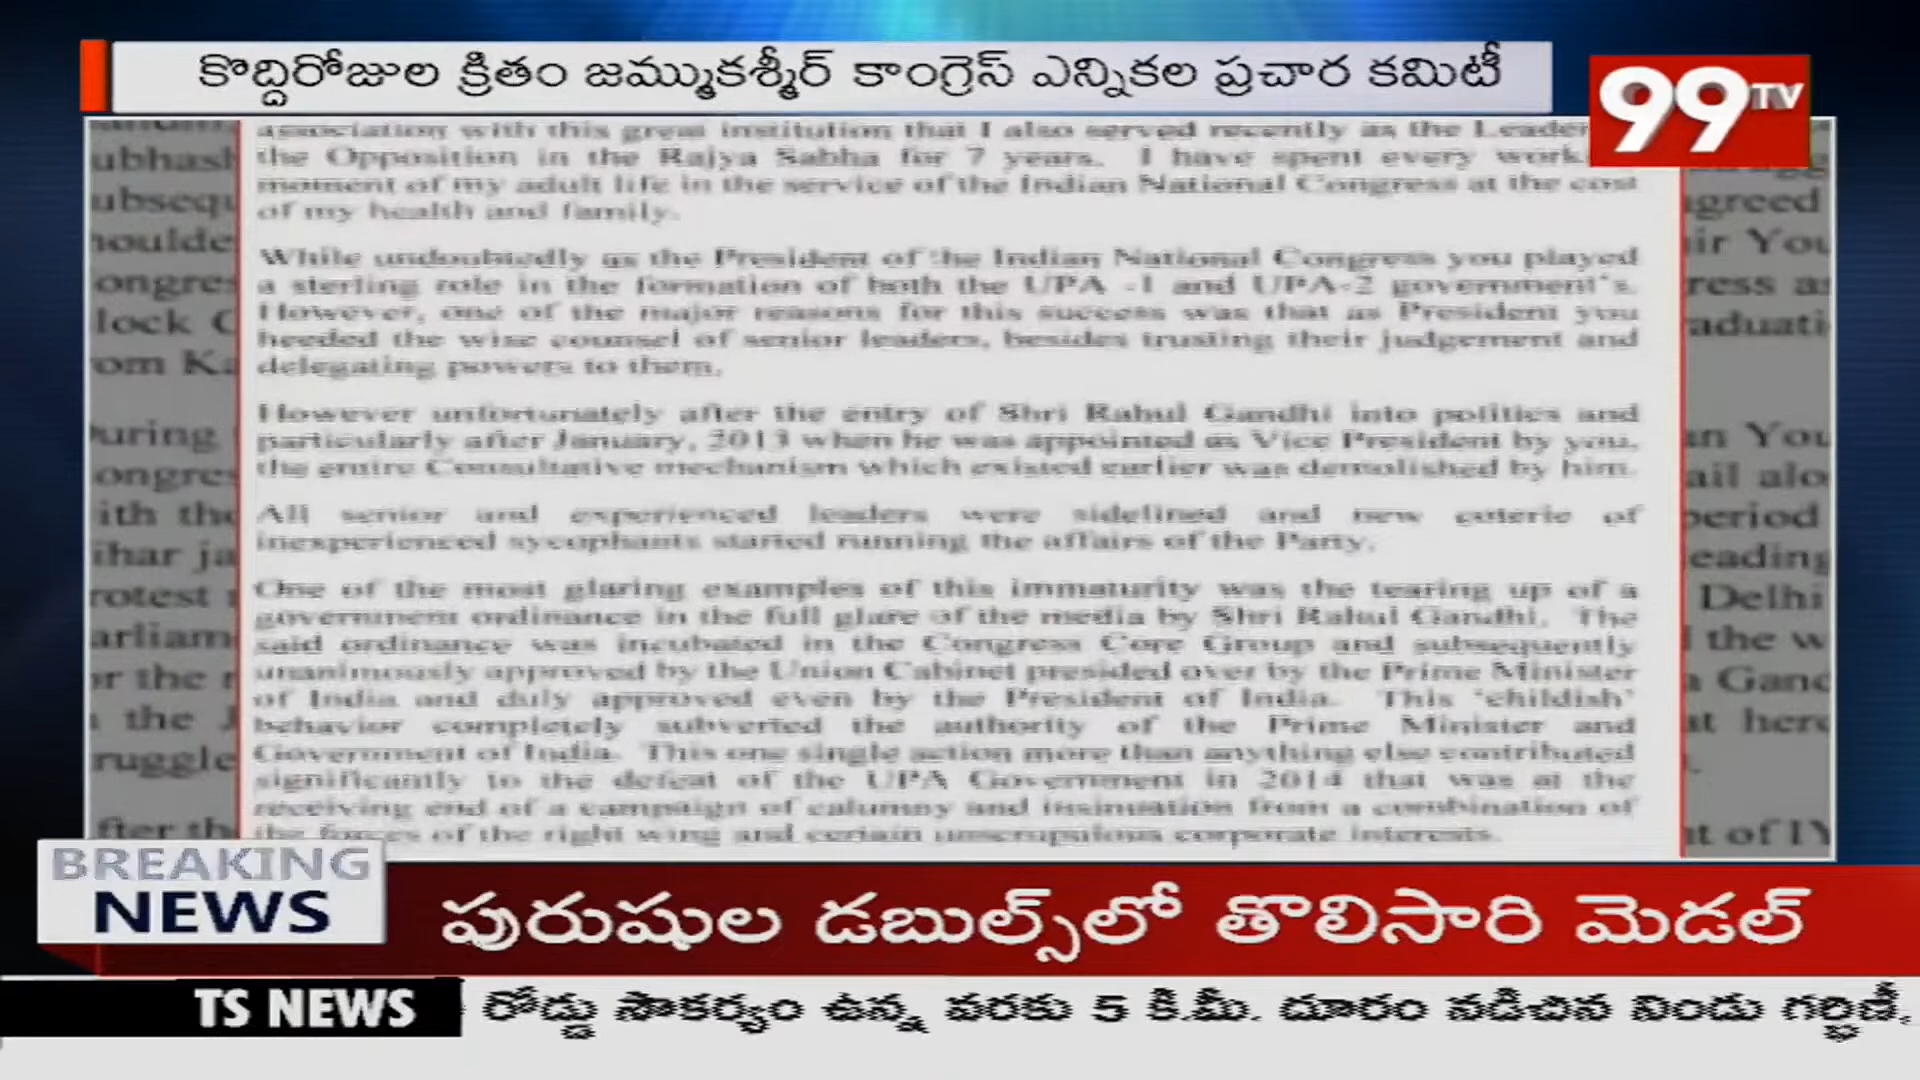 కొద్దిరోజుల క్రితం జమ్ముకశ్మీర్ కాంగ్రెస్ ఎన్నికల ప్రచార కమిటీ
99TV
association with this great institution that I also served recently as the Leader
the Opposition in the Rajya Sabha for 7 years. I have spent every work
moment of my adult life in the service of the Indian National Congress at the cost
of my health and family.
While undoubtedly as the President of the Indian National Congress you played
a sterling role in the formation of both the UPA -1 and UPA-2 government's.
However, one of the major reasons for this success was that as President you
heeded the wise counsel of senior leaders, besides trusting their judgement and
delegating powers to them.
However unfortunately after the entry of Shri Rahul Gandhi into politics and
particularly after January, 2013 when he was appointed as Vice President by you,
the entire Consultative mechanism which existed earlier was demolished by him.
All senior and experienced leaders were sidelined and new coterie of
inexperienced sycophants started running the affairs of the Party.
One of the most glaring examples of this immaturity was the tearing up of a
government ordinance in the full glare of the media by Shri Rahul Gandhi. The
said ordinance was incubated in the Congress Core Group and subsequently
unanimously approved by the Union Cabinet presided over by the Prime Minister
of India and duly approved even by the President of India. This 'childish'
behavior completely subverted the authority of the Prime Minister and
Government of India. This one single action more than anything else contributed
significantly to the defeat of the UPA Government in 2014 that was at the
receiving end of a campaign of calumny and insinuation from a combination of
the forces of the right wing and certain unscrupulous corporate interests.
BREAKING
NEWS
పురుషుల డబుల్స్‌లో తొలిసారి మెడల్
TS NEWS
రోడ్డు సౌకర్యం ఉన్న వరకు 5 కి.మీ. దూరం నడిచిన నిండు గర్భిణీ.